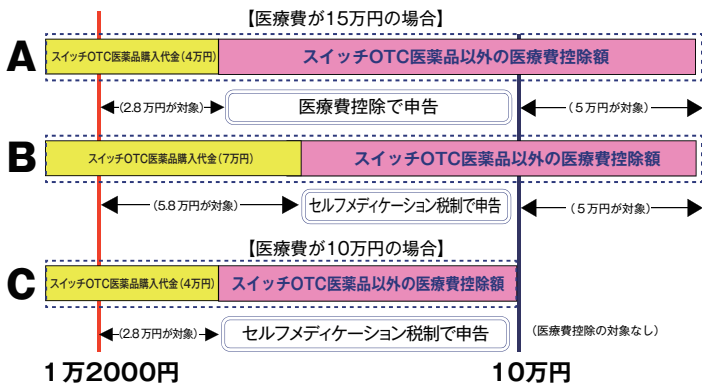 【医療費が15万円の場合】
A
スイッチOTC医薬品購入代金(4万円)
スイッチOTC医薬品以外の医療費控除額
(2.8万円が対象)
医療費控除で申告
(5万円が対象)
B
スイッチOTC医薬品購入代金(7万円)
スイッチOTC医薬品以外の医療費控除額
(5.8万円が対象)
セルフメディケーション税制で申告
(5万円が対象)
【医療費が10万円の場合】
C
スイッチOTC医薬品購入代金(4万円)
スイッチOTC医薬品以外の医療費控除額
(2.8万円が対象)
セルフメディケーション税制で申告
(医療費控除の対象なし)
1万2000円
10万円